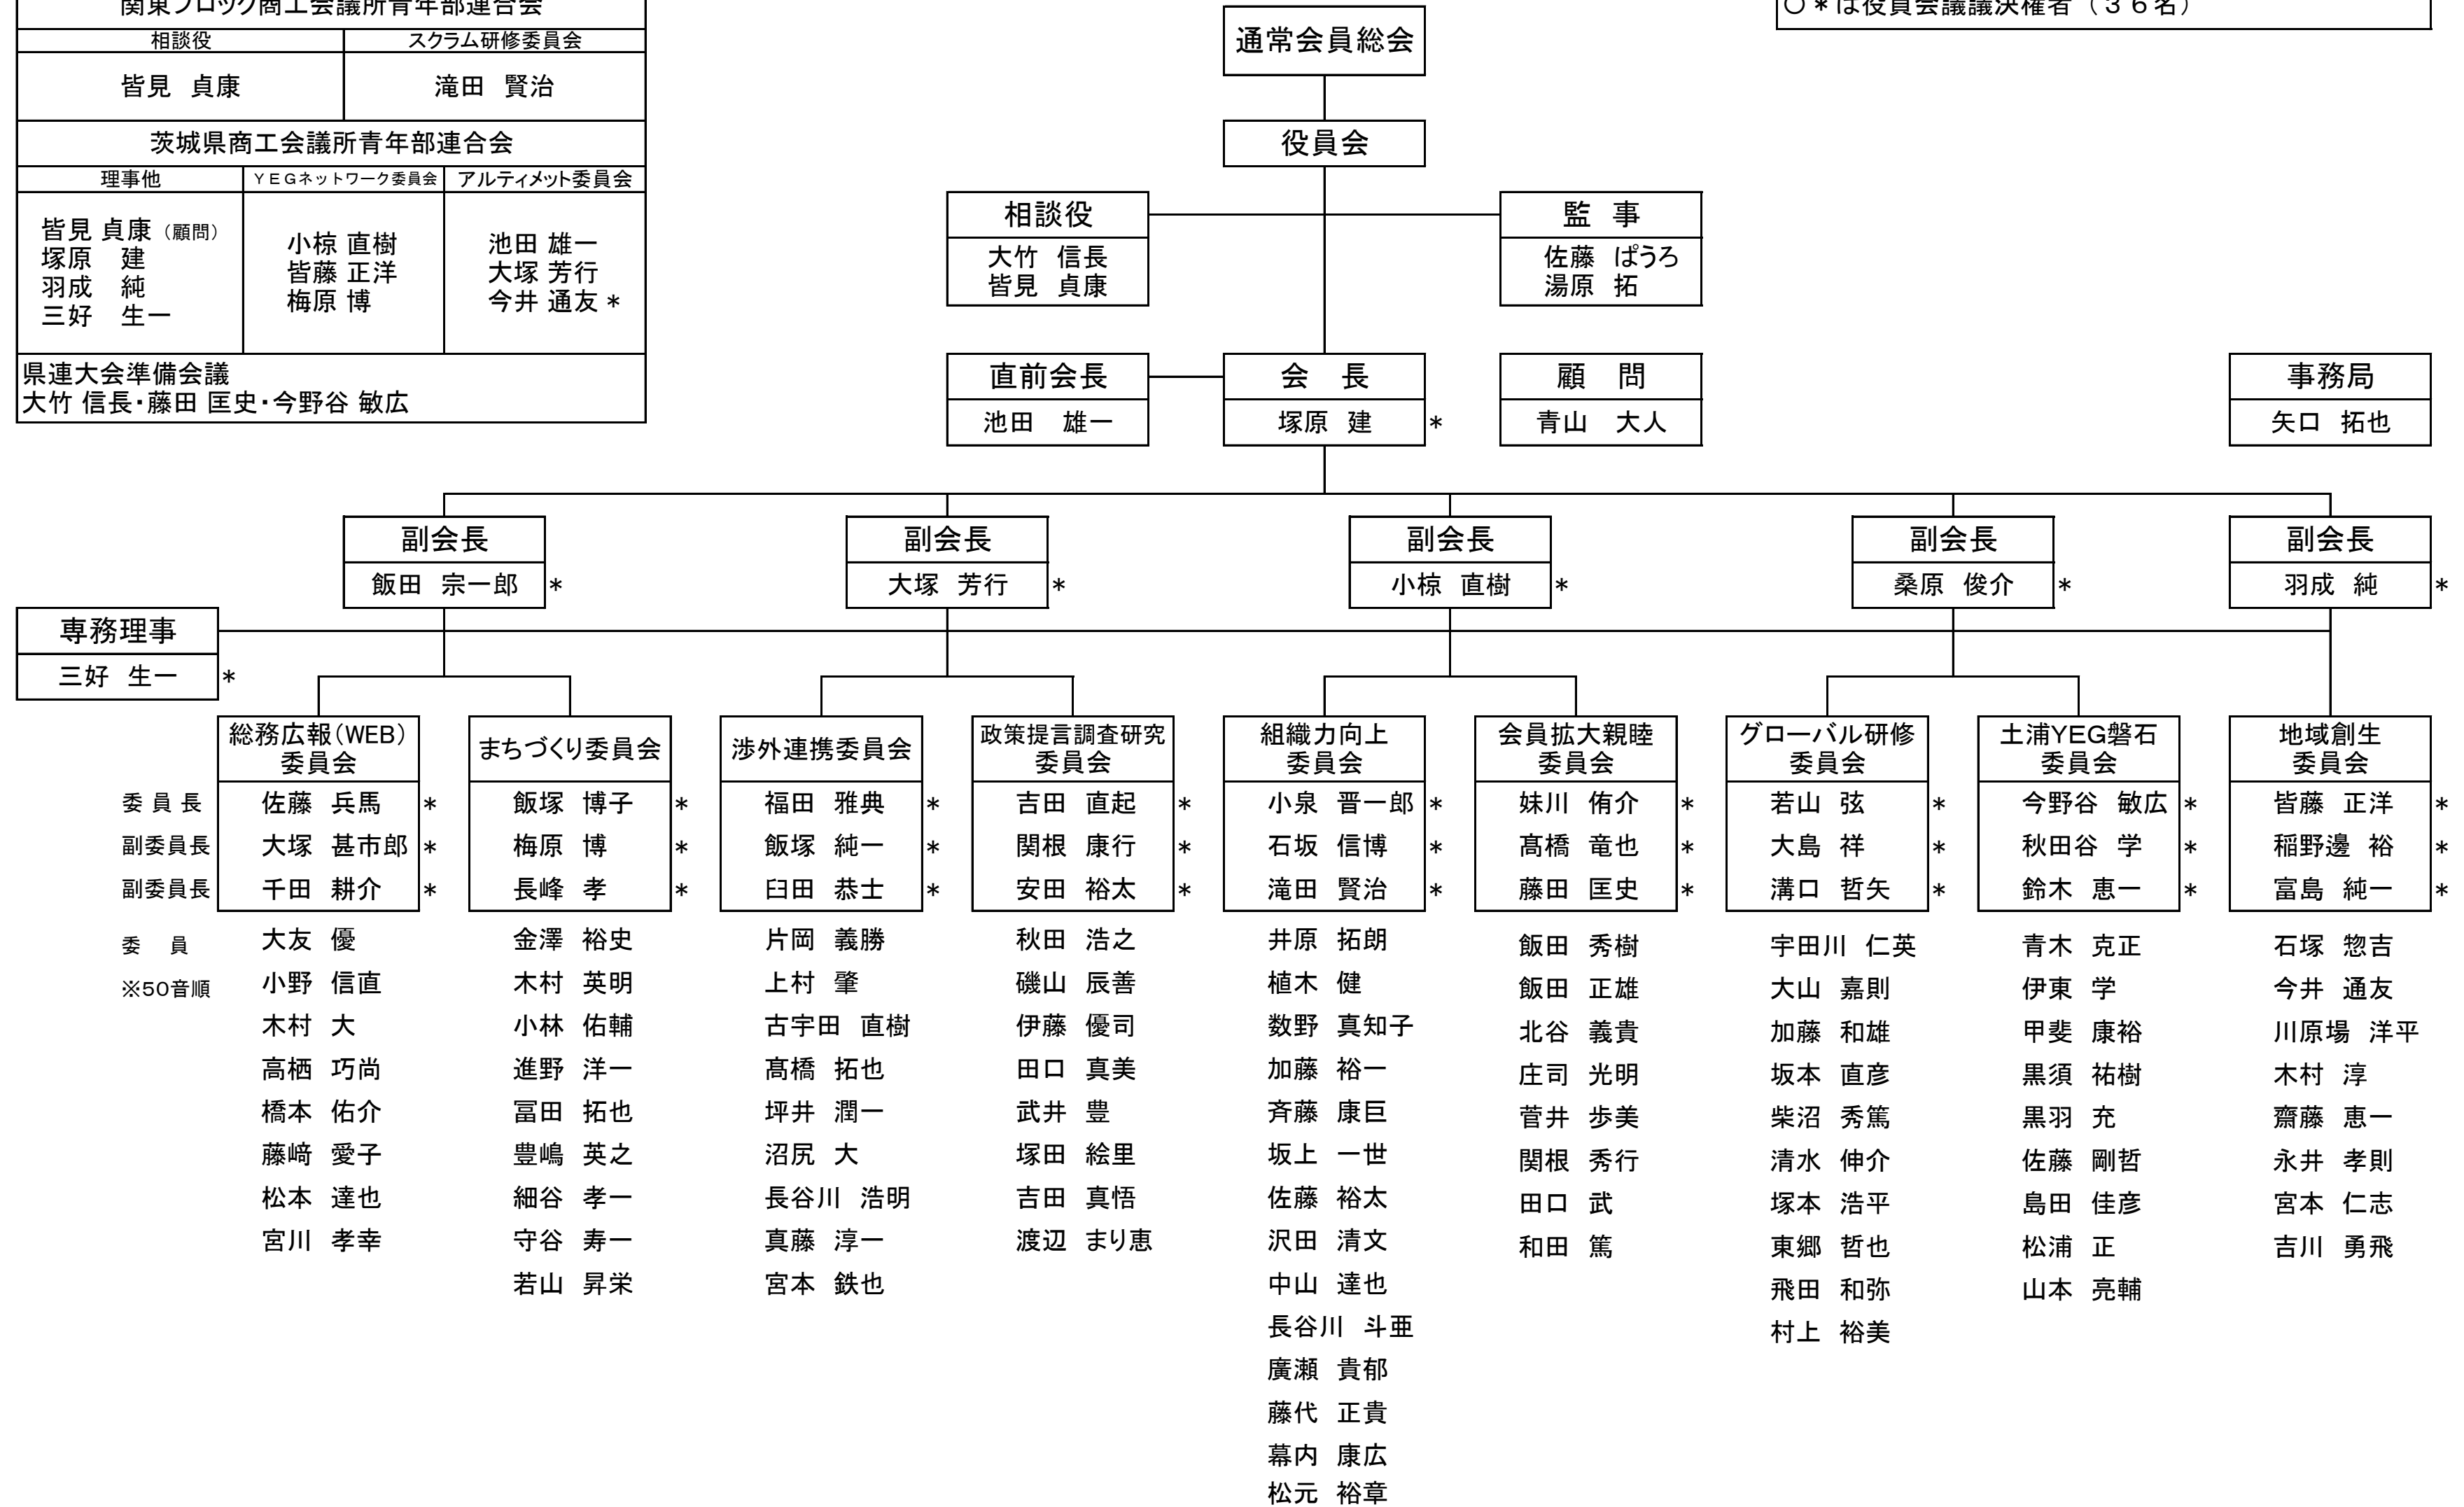 関東ブロック商工会議所青年部連合会
相談役 スクラム研修委員会
皆見 貞康 滝田 賢治
茨城県商工会議所青年部連合会
理事他 ＹＥＧネットワーク委員会 アルティメット委員会
皆見 貞康（顧問）
塚原 建
羽成 純
三好 生一
小椋 直樹
皆藤 正洋
梅原 博
池田 雄一
大塚 芳行
今井 通友＊
県連大会準備会議
大竹 信長・藤田 匡史・今野谷 敏広
〇＊は役員会議議決権者（３６名）
通常会員総会
役員会
相談役
大竹 信長
皆見 貞康
監 事
佐藤 ぱうろ
湯原 拓
直前会長
池田 雄一
会 長
塚原 建 ＊
顧 問
青山 大人
事務局
矢口 拓也
副会長
飯田 宗一郎 ＊
副会長
大塚 芳行 ＊
副会長
小椋 直樹 ＊
副会長
桑原 俊介 ＊
副会長
羽成 純 ＊
専務理事
三好 生一 ＊
委 員 長
副委員長
副委員長
委 員
※50音順
総務広報（WEB）
委員会
佐藤 兵馬 ＊
大塚 甚市郎 ＊
千田 耕介 ＊
大友 優
小野 信直
木村 大
高栖 巧尚
橋本 佑介
藤﨑 愛子
松本 達也
宮川 孝幸
まちづくり委員会
飯塚 博子 ＊
梅原 博 ＊
長峰 孝 ＊
金澤 裕史
木村 英明
小林 佑輔
進野 洋一
冨田 拓也
豊嶋 英之
細谷 孝一
守谷 寿一
若山 昇栄
渉外連携委員会
福田 雅典 ＊
飯塚 純一 ＊
臼田 恭士 ＊
片岡 義勝
上村 肇
古宇田 直樹
髙橋 拓也
坪井 潤一
沼尻 大
長谷川 浩明
真藤 淳一
宮本 鉄也
政策提言調査研究
委員会
吉田 直起 ＊
関根 康行 ＊
安田 裕太 ＊
秋田 浩之
磯山 辰善
伊藤 優司
田口 真美
武井 豊
塚田 絵里
吉田 真悟
渡辺 まり恵
組織力向上
委員会
小泉 晋一郎 ＊
石坂 信博 ＊
滝田 賢治 ＊
井原 拓朗
植木 健
数野 真知子
加藤 裕一
斉藤 康巨
坂上 一世
佐藤 裕太
沢田 清文
中山 達也
長谷川 斗亜
廣瀬 貴郁
藤代 正貴
幕内 康広
松元 裕章
会員拡大親睦
委員会
妹川 侑介 ＊
髙橋 竜也 ＊
藤田 匡史 ＊
飯田 秀樹
飯田 正雄
北谷 義貴
庄司 光明
菅井 歩美
関根 秀行
田口 武
和田 篤
グローバル研修
委員会
若山 弦 ＊
大島 祥 ＊
溝口 哲矢 ＊
宇田川 仁英
大山 嘉則
加藤 和雄
坂本 直彦
柴沼 秀篤
清水 伸介
塚本 浩平
東郷 哲也
飛田 和弥
村上 裕美
土浦YEG磐石
委員会
今野谷 敏広 ＊
秋田谷 学 ＊
鈴木 恵一 ＊
青木 克正
伊東 学
甲斐 康裕
黒須 祐樹
黒羽 充
佐藤 剛哲
島田 佳彦
松浦 正
山本 亮輔
地域創生
委員会
皆藤 正洋 ＊
稲野邊 裕 ＊
富島 純一 ＊
石塚 惣吉
今井 通友
川原場 洋平
木村 淳
齋藤 恵一
永井 孝則
宮本 仁志
吉川 勇飛